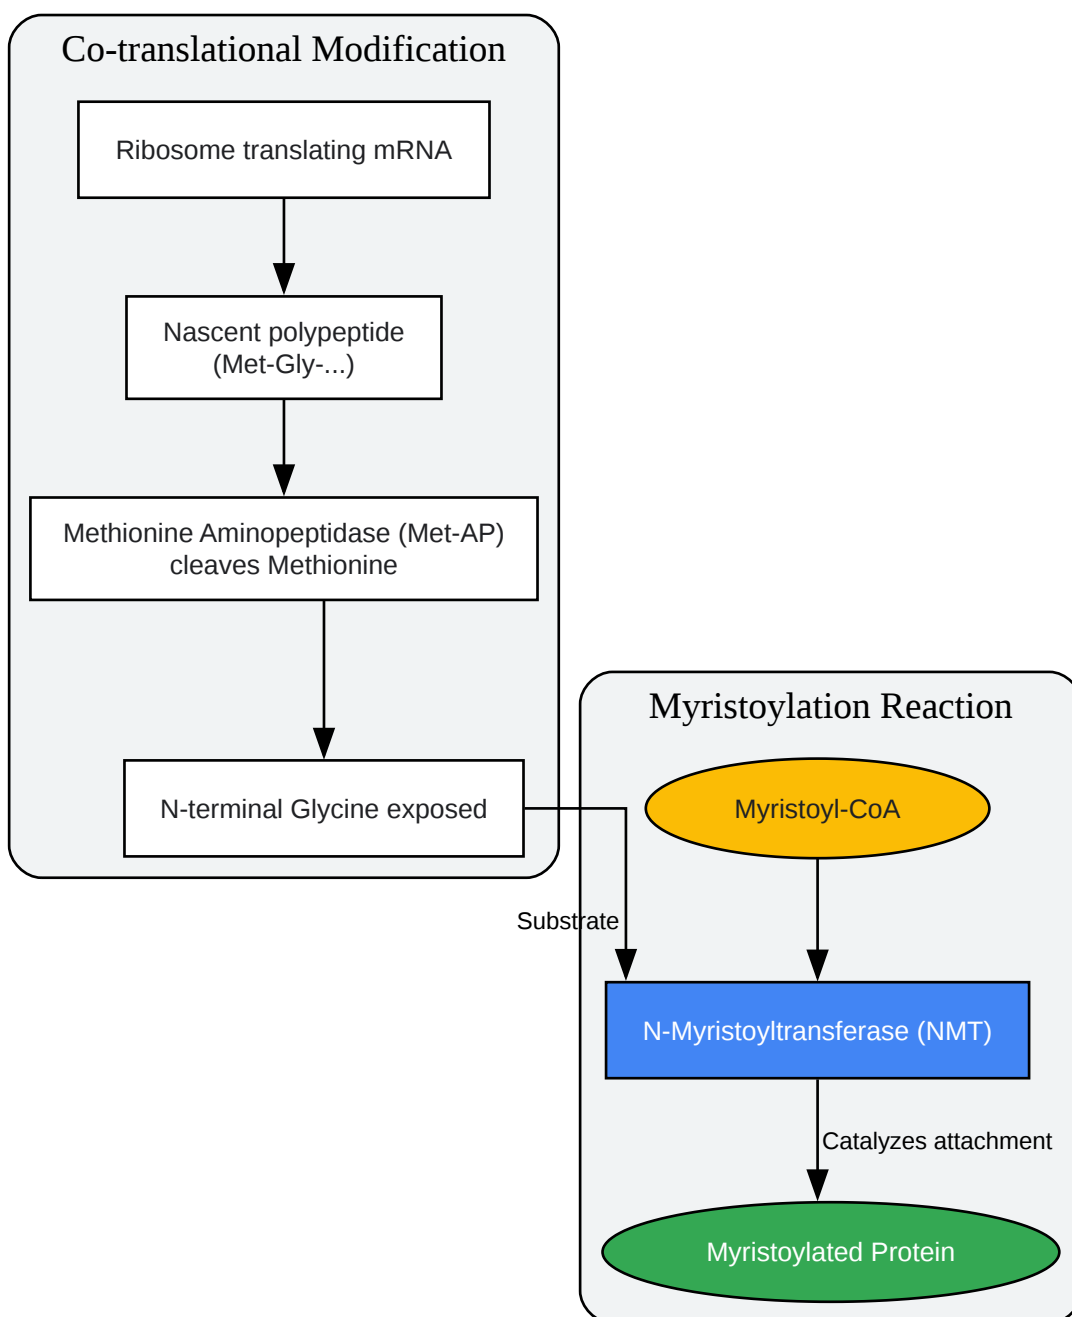 Co-translational Modification
Ribosome translating mRNA
Nascent polypeptide
(Met-Gly-...)
Methionine Aminopeptidase (Met-AP)
cleaves Methionine
N-terminal Glycine exposed
Substrate
Myristoylation Reaction
Myristoyl-CoA
N-Myristoyltransferase (NMT)
Catalyzes attachment
Myristoylated Protein